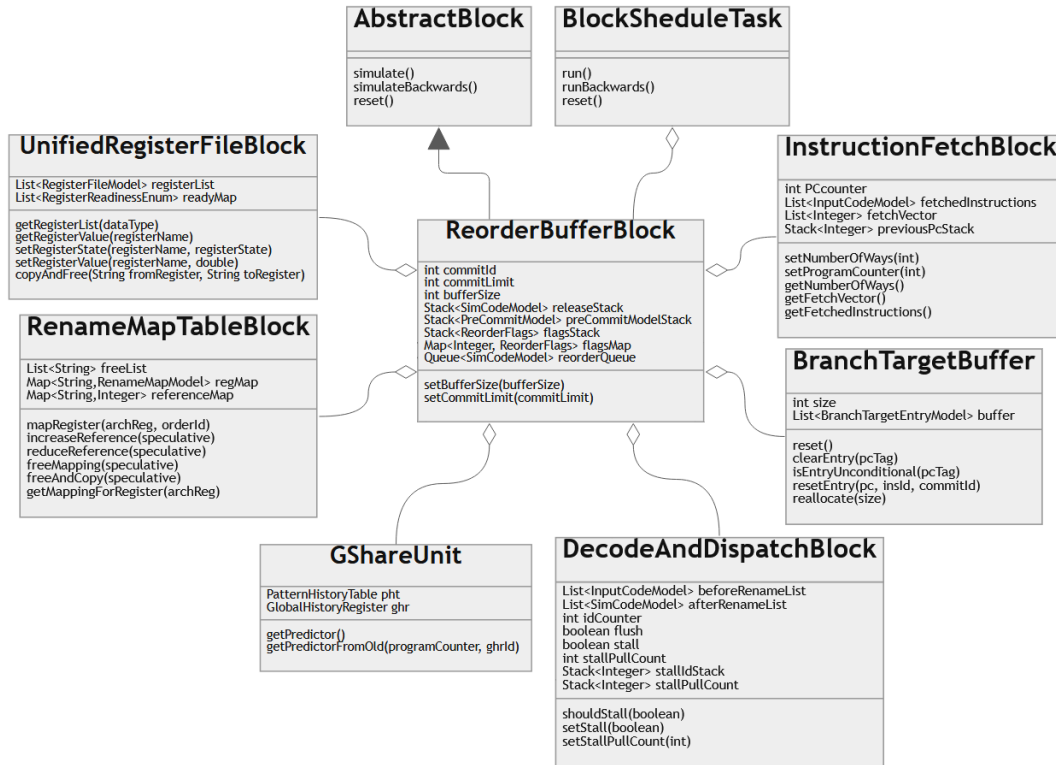 AbstractBlock
simulate()
simulateBackwards()
reset()
BlockSheduleTask
run()
runBackwards()
reset()
UnifiedRegisterFileBlock
List<RegisterFileModel> registerList
List<RegisterReadinessEnum> readyMap
getRegisterList(dataType)
getRegisterValue(registerName)
setRegisterState(registerName, registerState)
setRegisterValue(registerName, double)
copyAndFree(String fromRegister, String toRegister)
InstructionFetchBlock
int PCcounter
List<InputCodeModel> fetchedInstructions
List<Integer> fetchVector
Stack<Integer> previousPcStack
setNumberOfWays(int)
setProgramCounter(int)
getNumberOfWays()
getFetchVector()
getFetchedInstructions()
ReorderBufferBlock
int commitId
int commitLimit
int bufferSize
Stack<SimCodeModel> releaseStack
Stack<PreCommitModel> preCommitModelStack
Stack<ReorderFlags> flagsStack
Map<Integer, ReorderFlags> flagsMap
Queue<SimCodeModel> reorderQueue
setBufferSize(bufferSize)
setCommitLimit(commitLimit)
RenameMapTableBlock
List<String> freeList
Map<String,RenameMapModel> regMap
Map<String,Integer> referenceMap
mapRegister(archReg, orderId)
increaseReference(speculative)
reduceReference(speculative)
freeMapping(speculative)
freeAndCopy(speculative)
getMappingForRegister(archReg)
BranchTargetBuffer
int size
List<BranchTargetEntryModel> buffer
reset()
clearEntry(pcTag)
isEntryUnconditional(pcTag)
resetEntry(pc, insId, commitId)
reallocate(size)
GShareUnit
PatternHistoryTable pht
GlobalHistoryRegister ghr
getPredictor()
getPredictorFromOld(programCounter, ghrId)
DecodeAndDispatchBlock
List<InputCodeModel> beforeRenameList
List<SimCodeModel> afterRenameList
int idCounter
boolean flush
boolean stall
int stallPullCount
Stack<Integer> stallIdStack
Stack<Integer> stallPullCount
shouldStall(boolean)
setStall(boolean)
setStallPullCount(int)